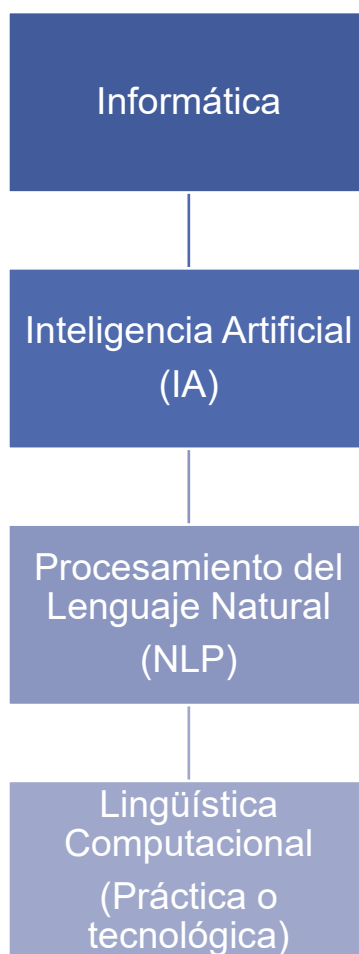 Informática
Inteligencia Artificial
(IA)
Procesamiento del
Lenguaje Natural
(NLP)
Lingüística
Computacional
(Práctica o
tecnológica)